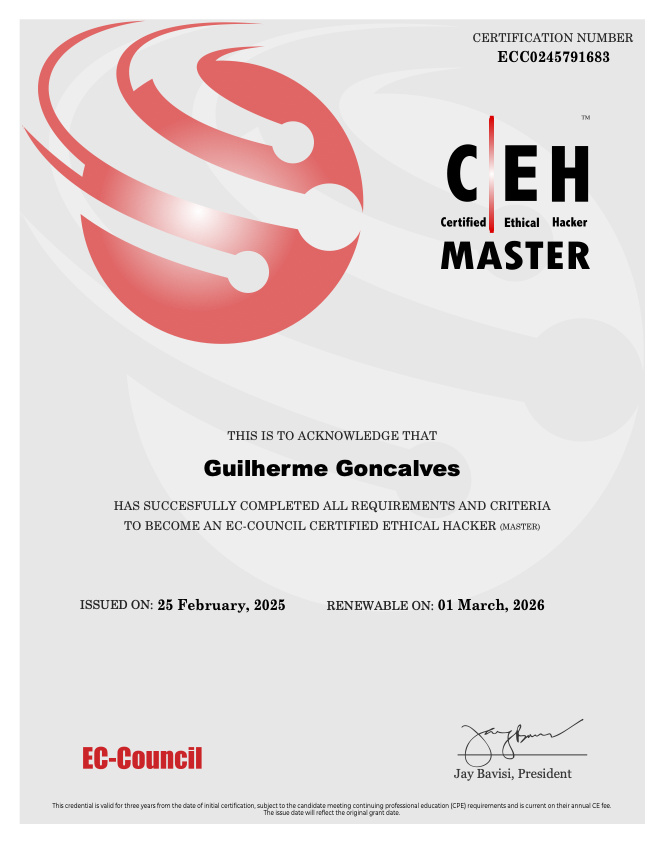 CERTIFICATION NUMBER
ECC0245791683
TM
C EH
Certified Ethical Hacker
MASTER
THIS IS TO ACKNOWLEDGE THAT
Guilherme Goncalves
HAS SUCCESFULLY COMPLETED ALL REQUIREMENTS AND CRITERIA
TO BECOME AN EC-COUNCIL CERTIFIED ETHICAL HACKER (MASTER)
ISSUED ON: 25 February, 2025 RENEWABLE ON: 01 March, 2026
EC-Council
Jay Bavisi, President
This credential is valid for three years from the date of initial certification, subject to the candidate meeting continuing professional education (CPE) requirements and is current on their annual CE fee.
The issue date will reflect the original grant date.